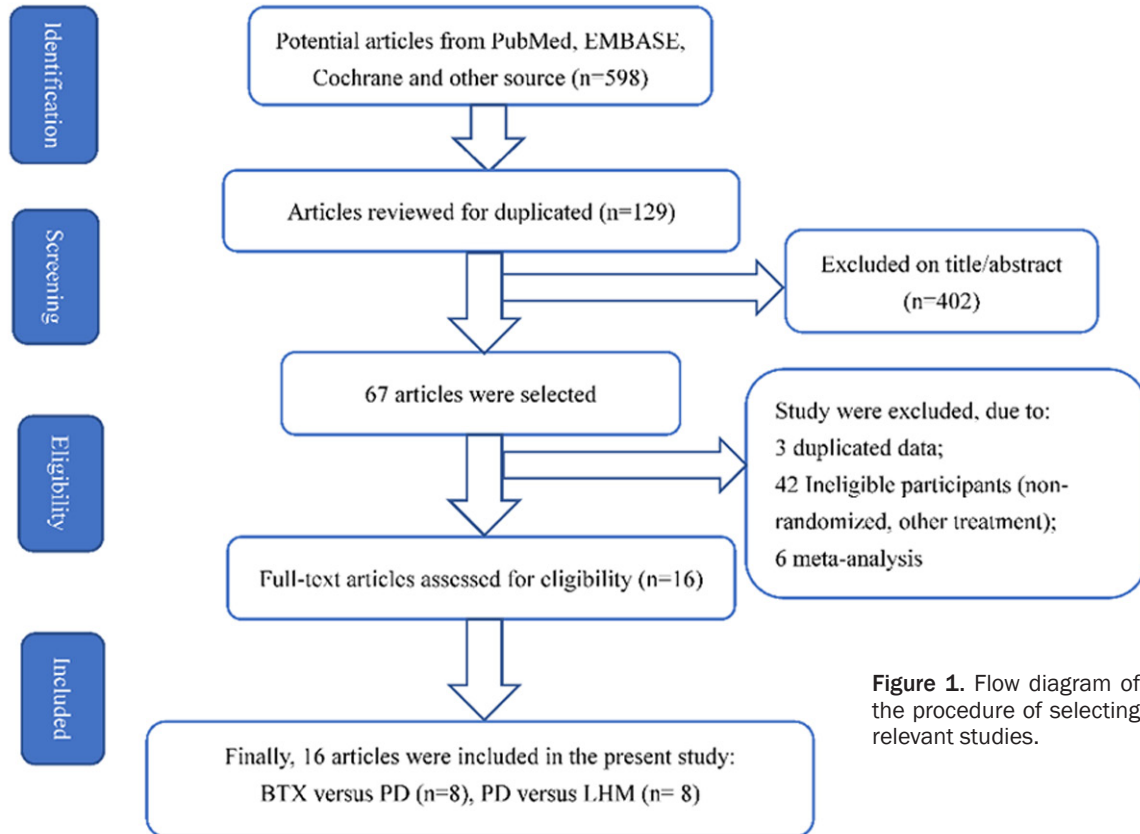 Identification
Potential articles from PubMed, EMBASE,
Cochrane and other source (n=598)
Articles reviewed for duplicated (n=129)
Screening
Excluded on title/abstract
(n=402)
67 articles were selected
Eligibility
Study were excluded, due to:
3 duplicated data;
42 Ineligible participants (non-
randomized, other treatment);
6 meta-analysis
Full-text articles assessed for eligibility (n=16)
Included
Finally, 16 articles were included in the present study:
BTX versus PD (n=8), PD versus LHM (n= 8)
Figure 1. Flow diagram of
the procedure of selecting
relevant studies.